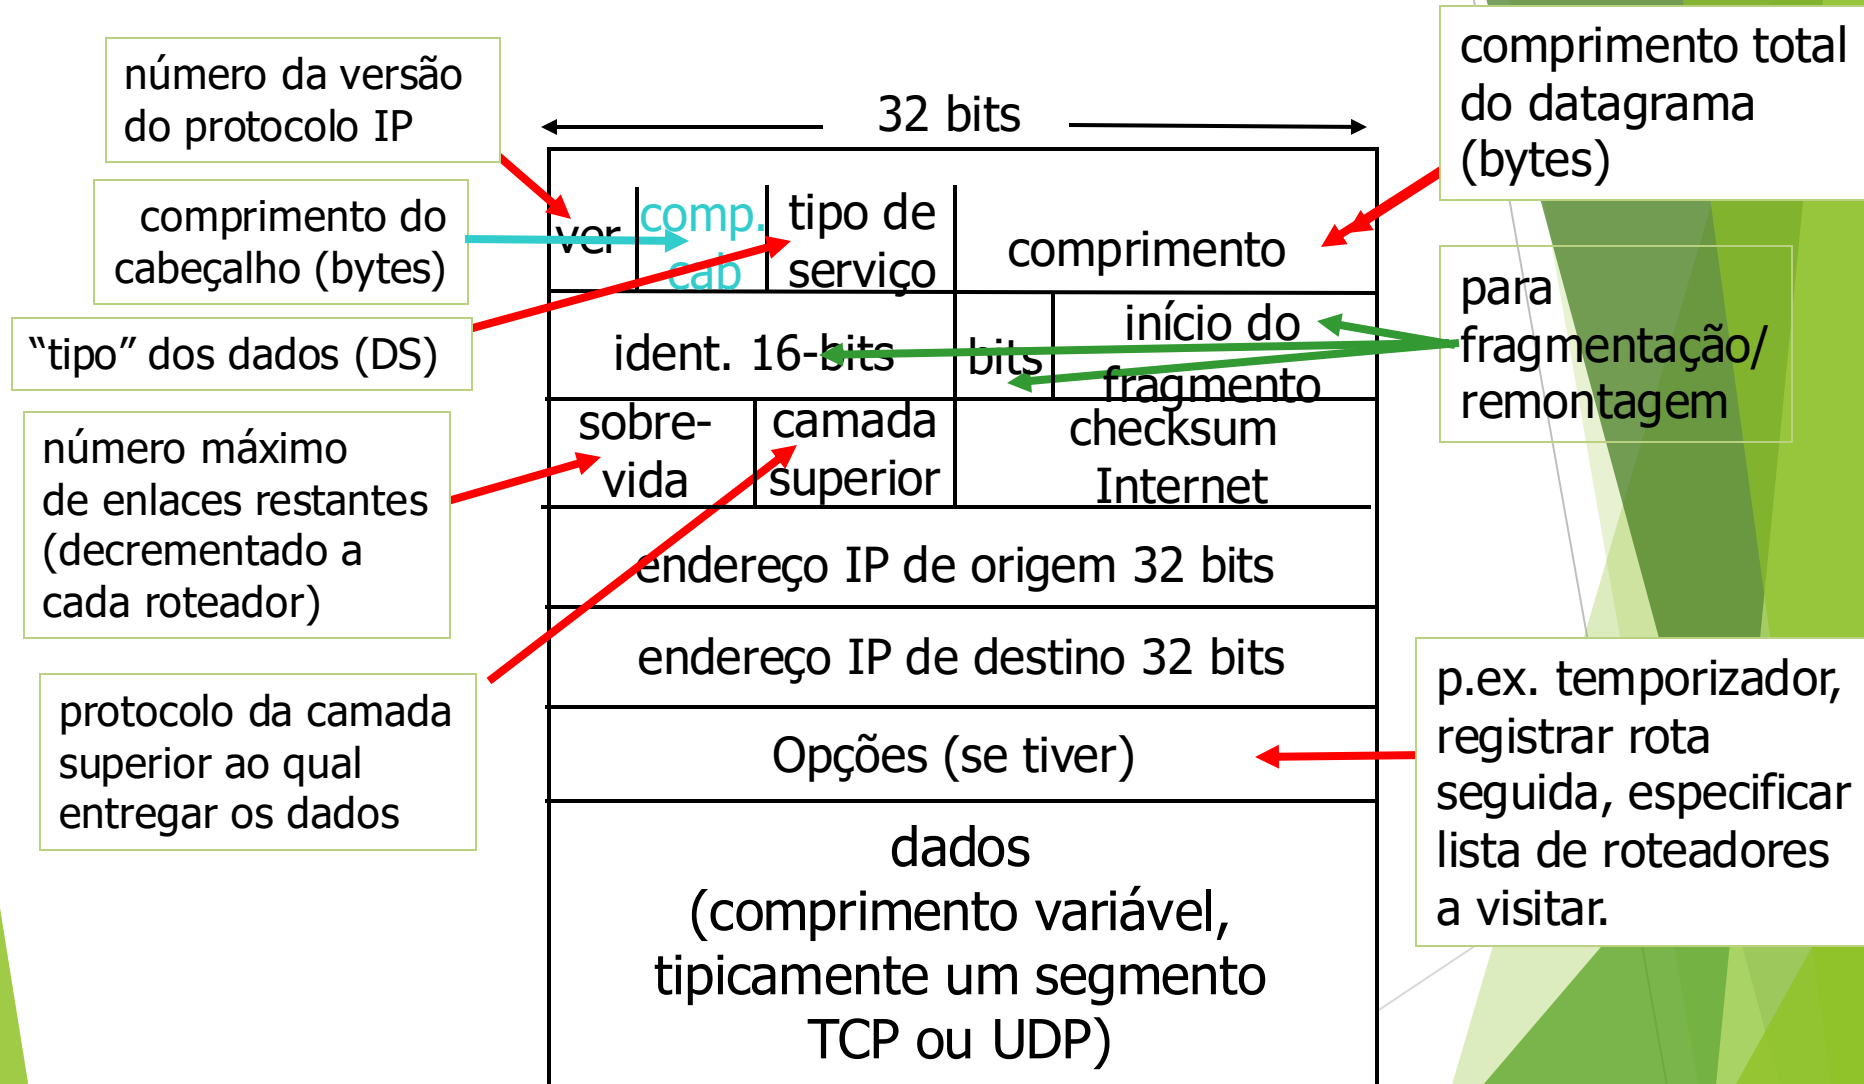 número da versão
do protocolo IP
comprimento do
cabeçalho (bytes)
“tipo” dos dados (DS)
número máximo
de enlaces restantes
(decrementado a
cada roteador)
protocolo da camada
superior ao qual
entregar os dados
32 bits
ver
comp.
cab
tipo de
serviço
comprimento
ident. 16-bits
bits
início do
fragmento
sobre-
vida
camada
superior
checksum
Internet
endereço IP de origem 32 bits
endereço IP de destino 32 bits
Opções (se tiver)
dados
(comprimento variável,
tipicamente um segmento
TCP ou UDP)
comprimento total
do datagrama
(bytes)
para
fragmentação/
remontagem
p.ex. temporizador,
registrar rota
seguida, especificar
lista de roteadores
a visitar.